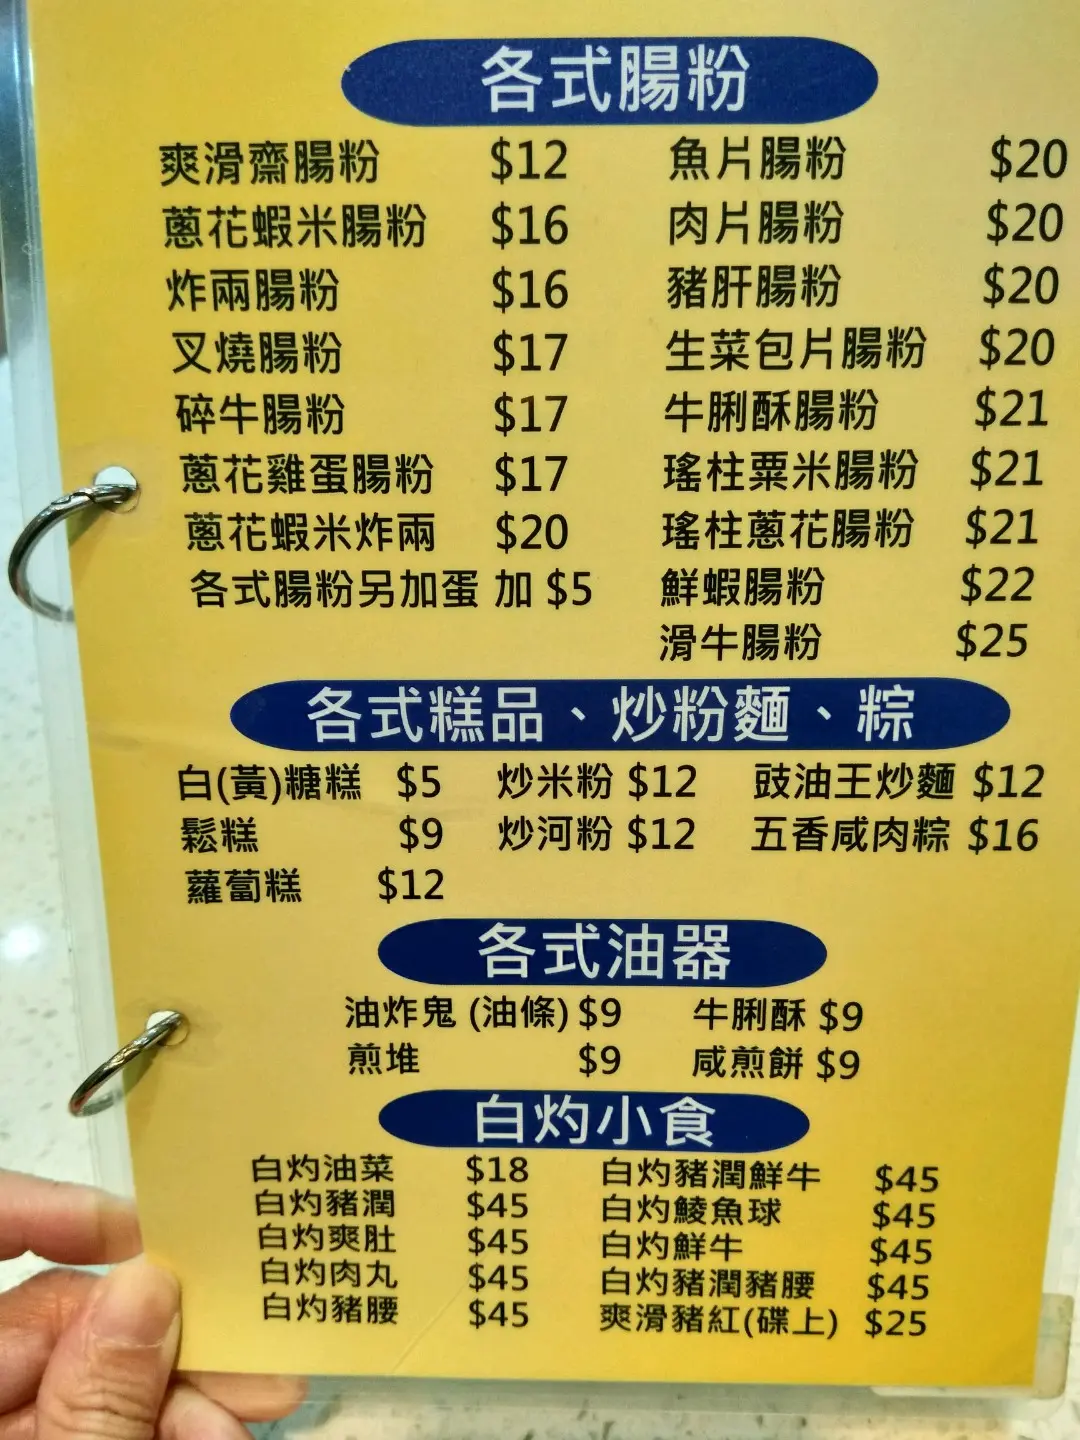 各式腸粉
爽滑齋腸粉 $12 魚片腸粉 $20
蔥花蝦米腸粉 $16 肉片腸粉 $20
炸兩腸粉 $16 豬肝腸粉 $20
叉燒腸粉 $17 生菜包片腸粉 $20
碎牛腸粉 $17 牛脷酥腸粉 $21
蔥花雞蛋腸粉 $17 瑤柱粟米腸粉 $21
蔥花蝦米炸兩 $20 瑤柱蔥花腸粉 $21
各式腸粉另加蛋 加 $5 鮮蝦腸粉 $22
滑牛腸粉 $25
各式糕品、炒粉麵、粽
白(黃)糖糕 $5 炒米粉 $12 豉油王炒麵 $12
鬆糕 $9 炒河粉 $12 五香咸肉粽 $16
蘿蔔糕 $12
各式油器
油炸鬼 (油條) $9 牛脷酥 $9
煎堆 $9 咸煎餅 $9
白灼小食
白灼油菜 $18 白灼豬潤鮮牛 $45
白灼豬潤 $45 白灼鯪魚球 $45
白灼爽肚 $45 白灼鮮牛 $45
白灼肉丸 $45 白灼豬潤豬腰 $45
白灼豬腰 $45 爽滑豬紅(碟上) $25